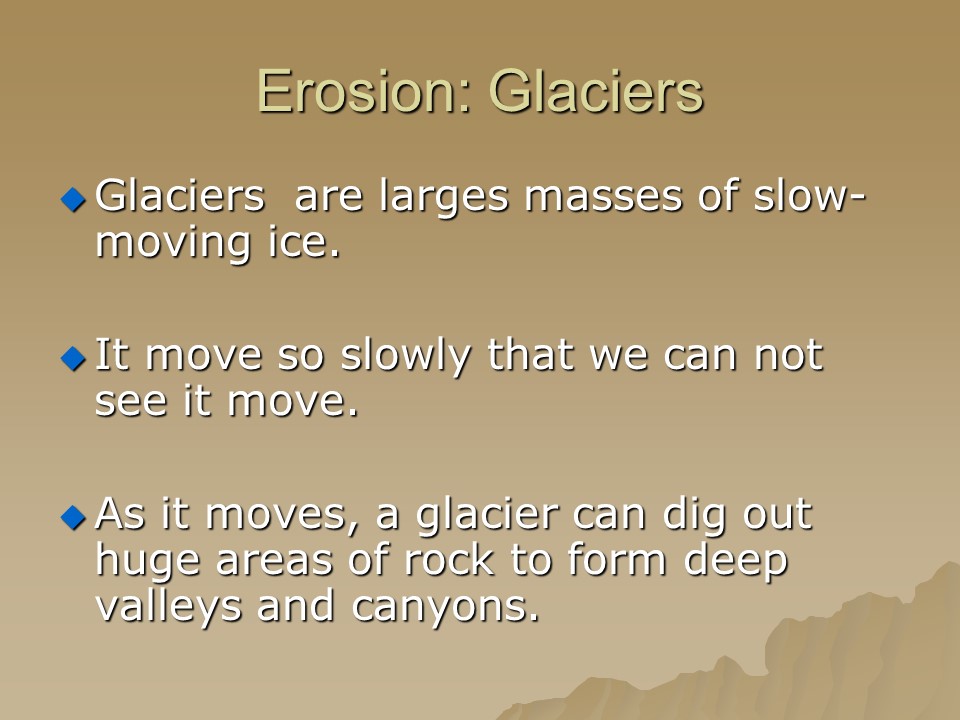 Erosion: Glaciers
Glaciers  are larges masses of slow-
moving ice.
It move so slowly that we can not
see it move.
As it moves, a glacier can dig out
huge areas of rock to form deep
valleys and canyons.